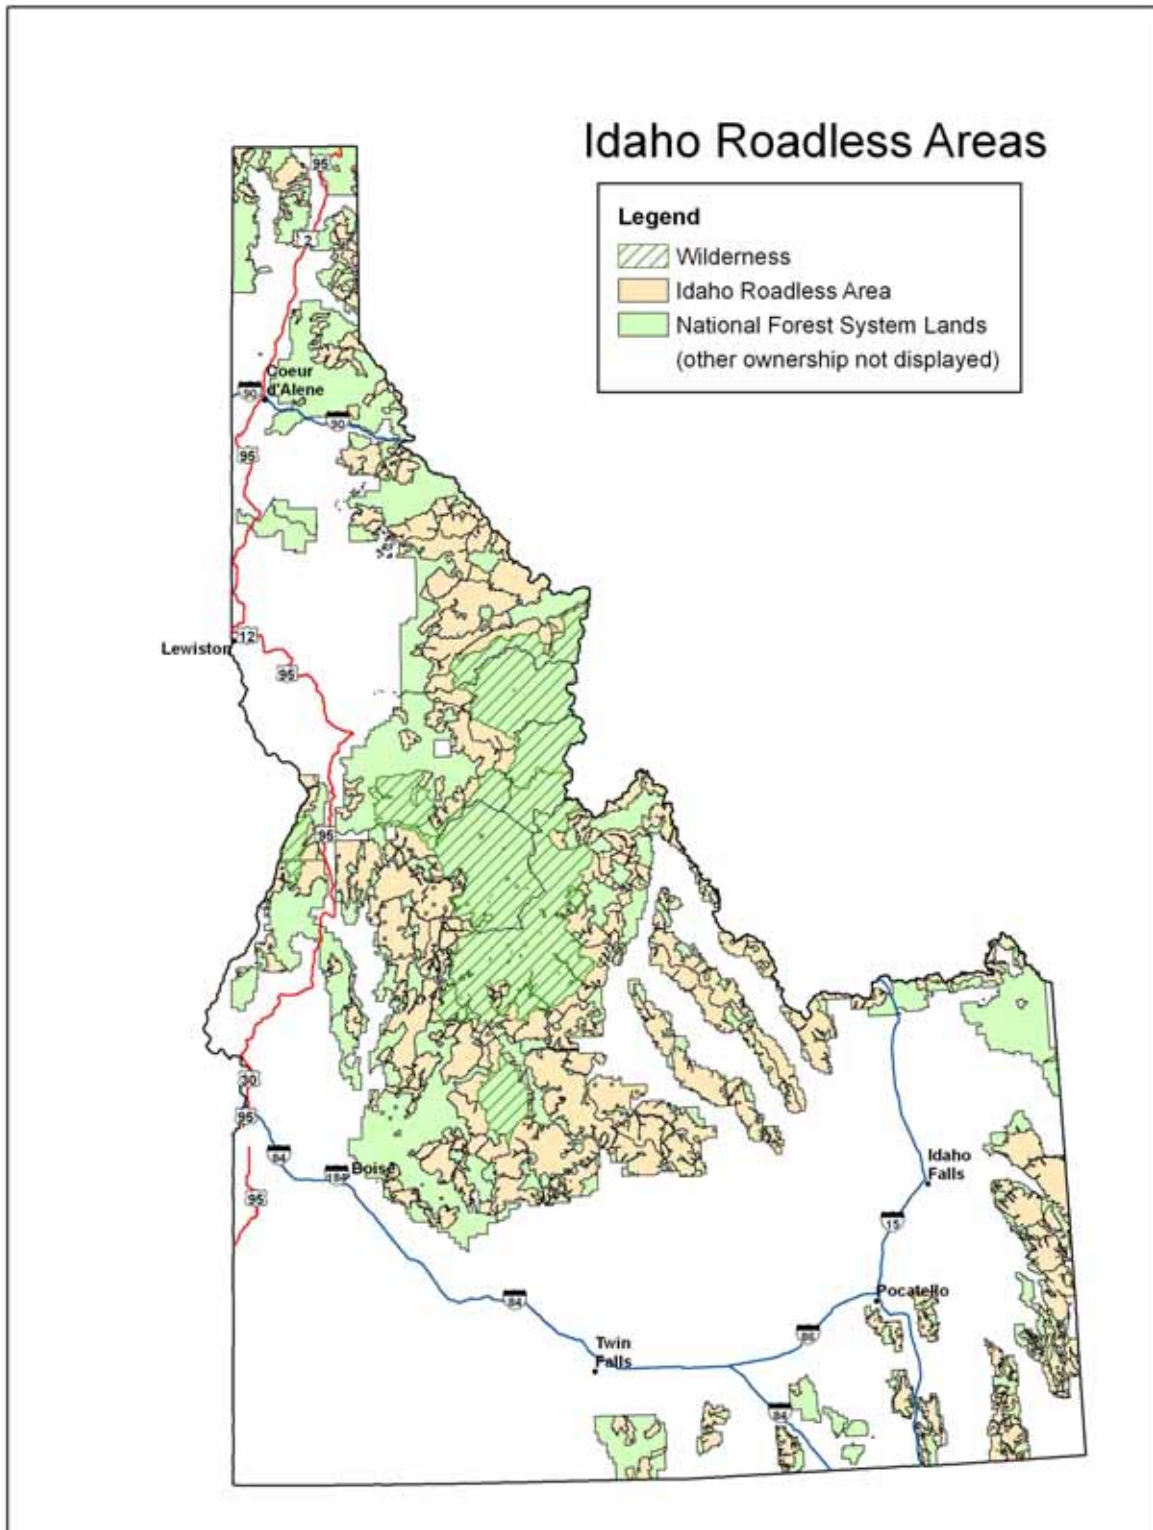 Idaho Roadless Areas
Legend
Wilderness
Idaho Roadless Area
National Forest System Lands
(other ownership not displayed)
95
2
Coeur
d'Alene
90
90
95
Lewiston
12
95
95
30
95
84
184
Boise
95
Idaho
Falls
15
Pocatello
84
86
Twin
Falls
84